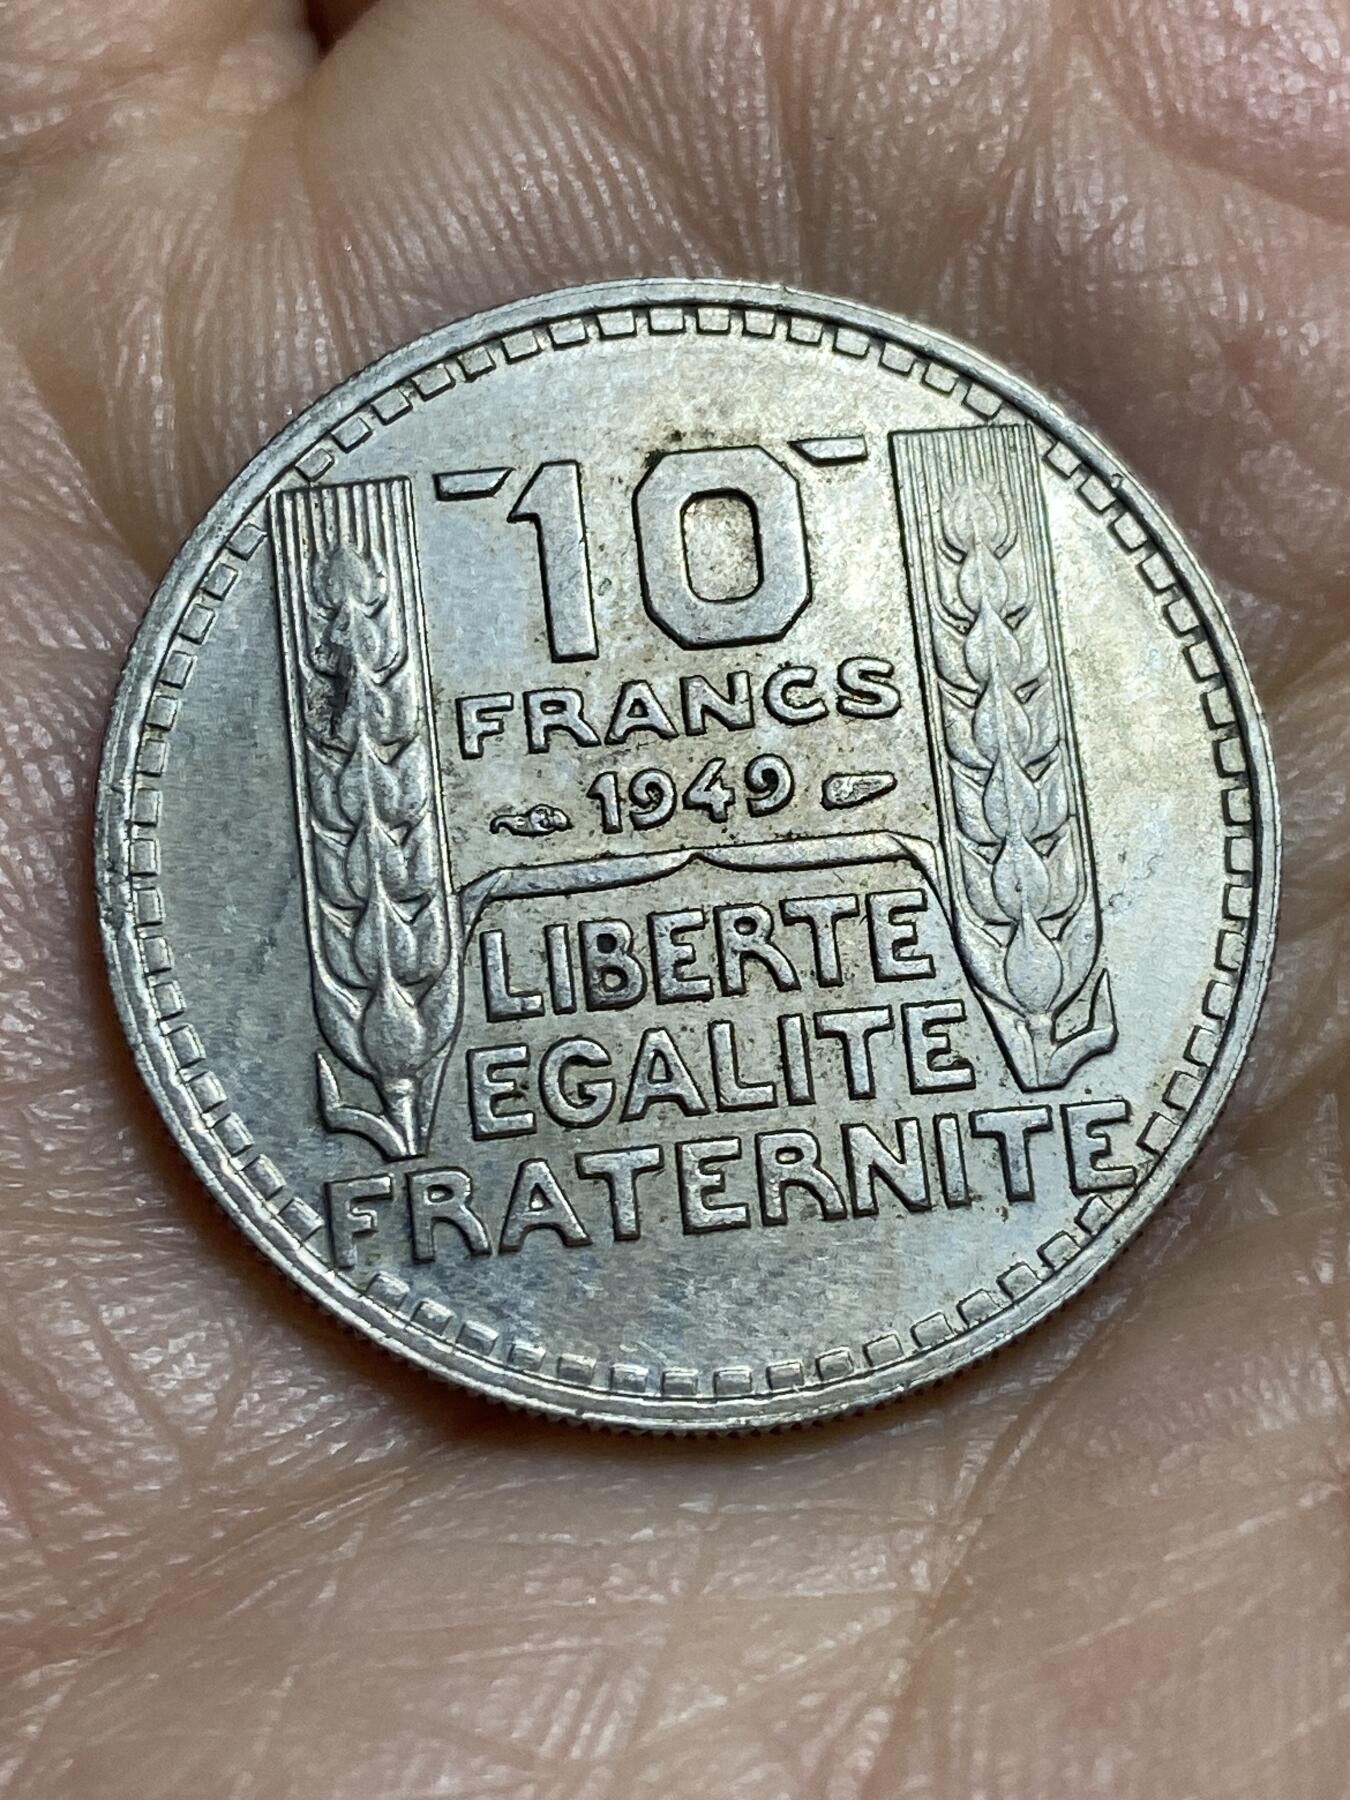 10
FRANCS
1949
LIBERTE
EGALITE
FRATERNITE